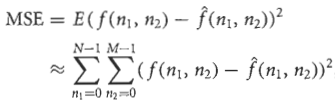 MSE = E(f(n₁, n₂) − f̂(n₁, n₂))²
≈ ∑_{n₁=0}^{N−1} ∑_{n₂=0}^{M−1} (f(n₁, n₂) − f̂(n₁, n₂))²